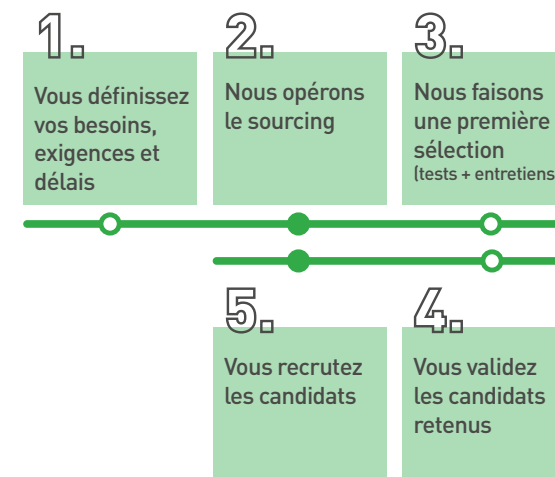 1.
Vous définissez
vos besoins,
exigences et
délais
2.
Nous opérons
le sourcing
3.
Nous faisons
une première
sélection
(tests + entretiens
5.
Vous recrutez
les candidats
4.
Vous validez
les candidats
retenus